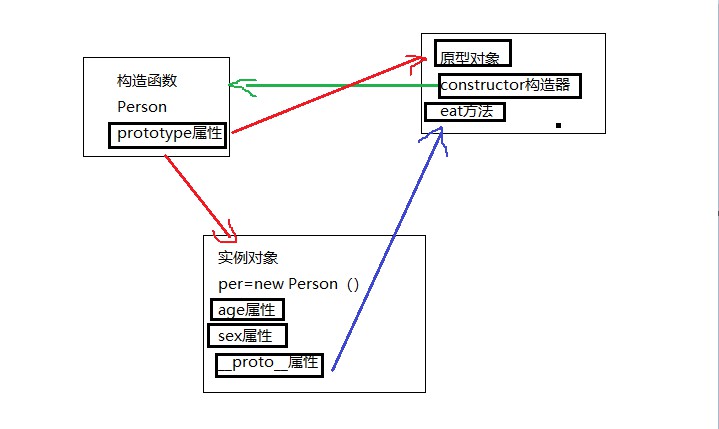 构造函数
Person
prototype属性
原型对象
constructor构造器
eat方法
实例对象
per=new Person（）
age属性
sex属性
__proto__属性